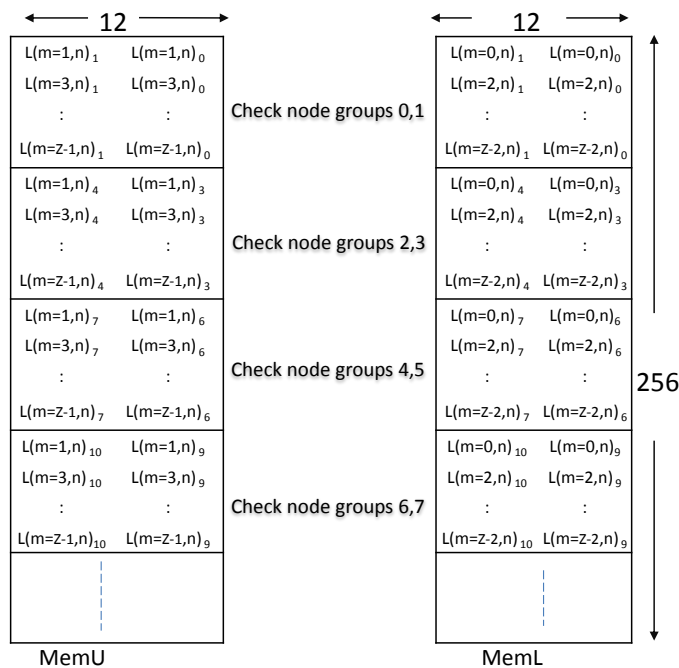 12 12
L(m=1,n)₁ L(m=1,n)₀ L(m=0,n)₁ L(m=0,n)₀
L(m=3,n)₁ L(m=3,n)₀ L(m=2,n)₁ L(m=2,n)₀
: : Check node groups 0,1 : :
L(m=Z-1,n)₁ L(m=Z-1,n)₀ L(m=Z-2,n)₁ L(m=Z-2,n)₀
L(m=1,n)₄ L(m=1,n)₃ L(m=0,n)₄ L(m=0,n)₃
L(m=3,n)₄ L(m=3,n)₃ L(m=2,n)₄ L(m=2,n)₃
: : Check node groups 2,3 : :
L(m=Z-1,n)₄ L(m=Z-1,n)₃ L(m=Z-2,n)₄ L(m=Z-2,n)₃
L(m=1,n)₇ L(m=1,n)₆ L(m=0,n)₇ L(m=0,n)₆
L(m=3,n)₇ L(m=3,n)₆ L(m=2,n)₇ L(m=2,n)₆
: : Check node groups 4,5 : : 256
L(m=Z-1,n)₇ L(m=Z-1,n)₆ L(m=Z-2,n)₇ L(m=Z-2,n)₆
L(m=1,n)₁₀ L(m=1,n)₉ L(m=0,n)₁₀ L(m=0,n)₉
L(m=3,n)₁₀ L(m=3,n)₉ L(m=2,n)₁₀ L(m=2,n)₉
: : Check node groups 6,7 : :
L(m=Z-1,n)₁₀ L(m=Z-1,n)₉ L(m=Z-2,n)₁₀ L(m=Z-2,n)₉
MemU MemL